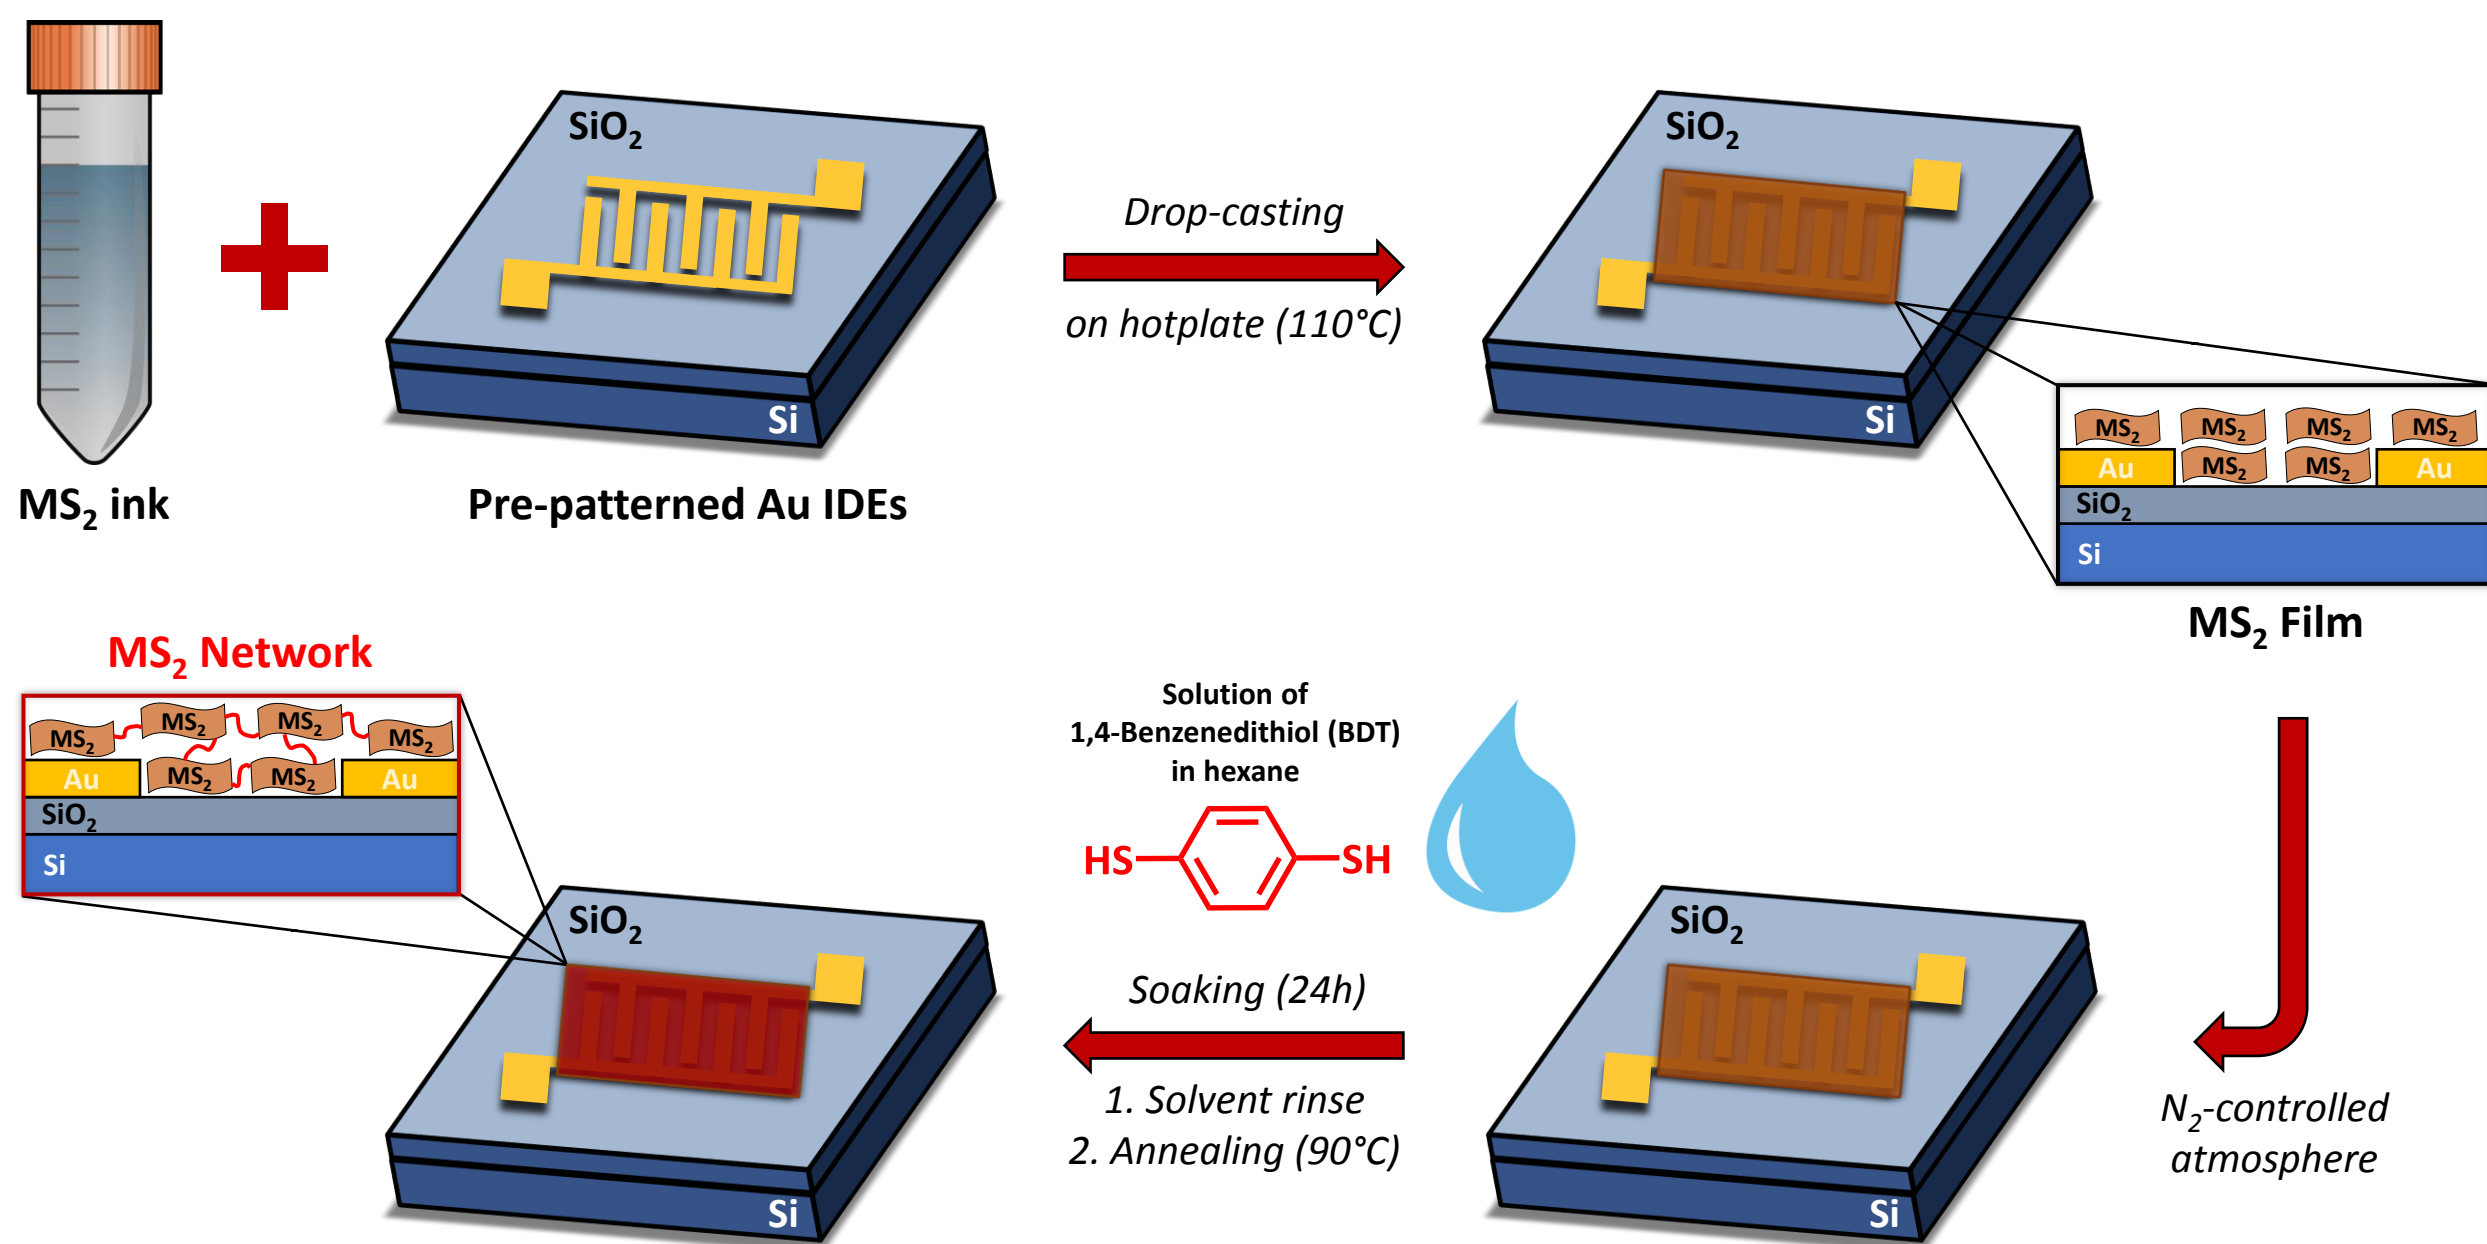 SiO₂
Si
MS₂ ink
Pre-patterned Au IDEs
Drop-casting
on hotplate (110°C)
SiO₂
Si
MS₂ MS₂ MS₂ MS₂
Au MS₂ MS₂ Au
SiO₂
Si
MS₂ Film
N₂-controlled
atmosphere
SiO₂
Si
Solution of
1,4-Benzenedithiol (BDT)
in hexane
HS SH
Soaking (24h)
1. Solvent rinse
2. Annealing (90°C)
MS₂ Network
MS₂ MS₂ MS₂ MS₂
Au MS₂ MS₂ Au
SiO₂
Si
SiO₂
Si